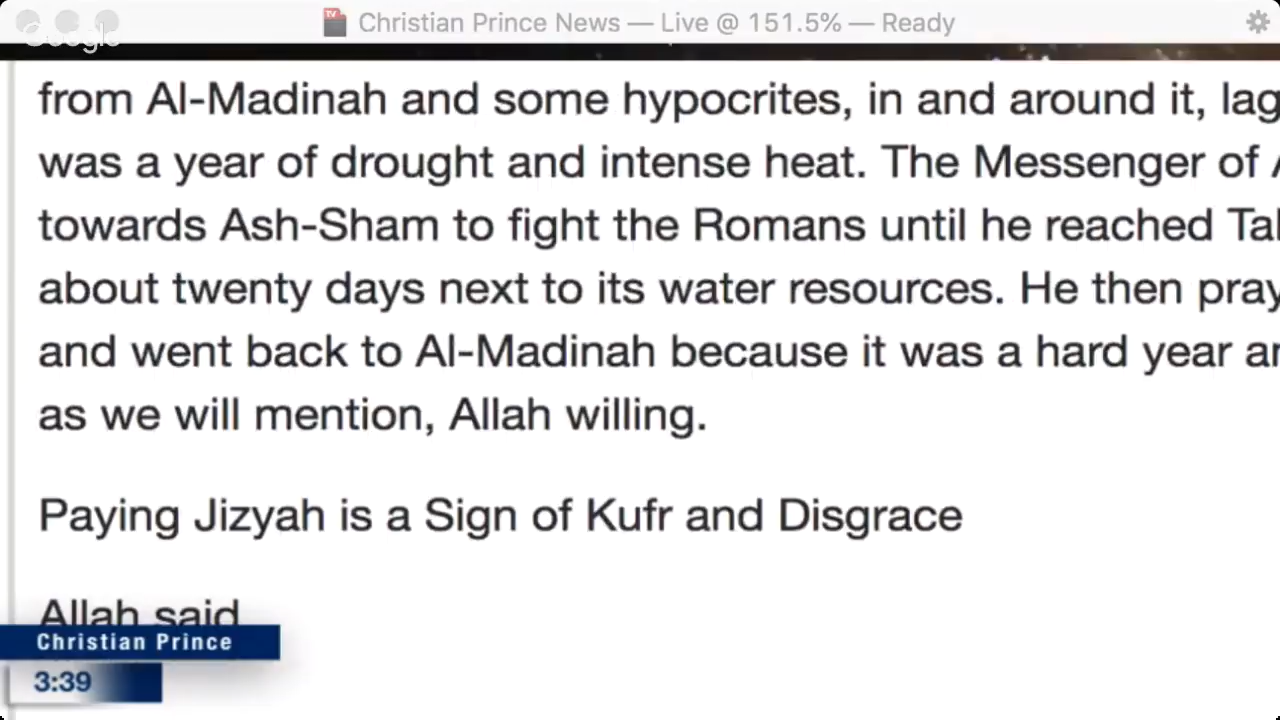 Christian Prince News — Live @ 151.5% — Ready
Google
from Al-Madinah and some hypocrites, in and around it,
was a year of drought and intense heat. The Messenger of
towards Ash-Sham to fight the Romans until he reached
about twenty days next to its water resources. He then
and went back to Al-Madinah because it was a hard year
as we will mention, Allah willing.
Paying Jizyah is a Sign of Kufr and Disgrace
Allah said
Christian Prince
3:39